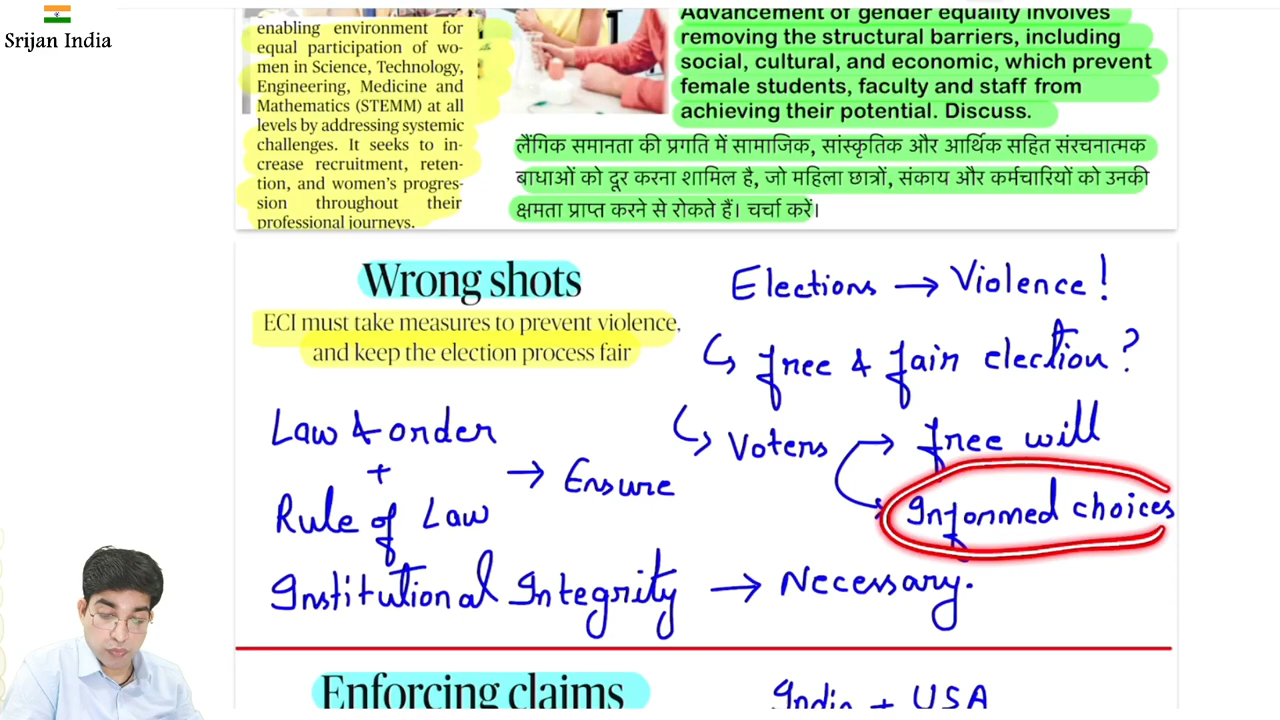 Srijan India
enabling environment for
equal participation of wo-
men in Science, Technology,
Engineering, Medicine and
Mathematics (STEMM) at all
levels by addressing systemic
challenges. It seeks to in-
crease recruitment, reten-
tion, and women's progres-
sion throughout their
professional journeys.
Advancement of gender equality involves
removing the structural barriers, including
social, cultural, and economic, which prevent
female students, faculty and staff from
achieving their potential. Discuss.
लैंगिक समानता की प्रगति में सामाजिक, सांस्कृतिक और आर्थिक सहित संरचनात्मक
बाधाओं को दूर करना शामिल है, जो महिला छात्रों, संकाय और कर्मचारियों को उनकी
क्षमता प्राप्त करने से रोकते हैं। चर्चा करें।
Wrong shots
ECI must take measures to prevent violence,
and keep the election process fair
Elections → Violence!
↳ free & fair election?
↳ Voters → free will
Informed choices
Law & order
+
Rule of Law
→ Ensure
Institutional Integrity → Necessary.
Enforcing claims
India + USA